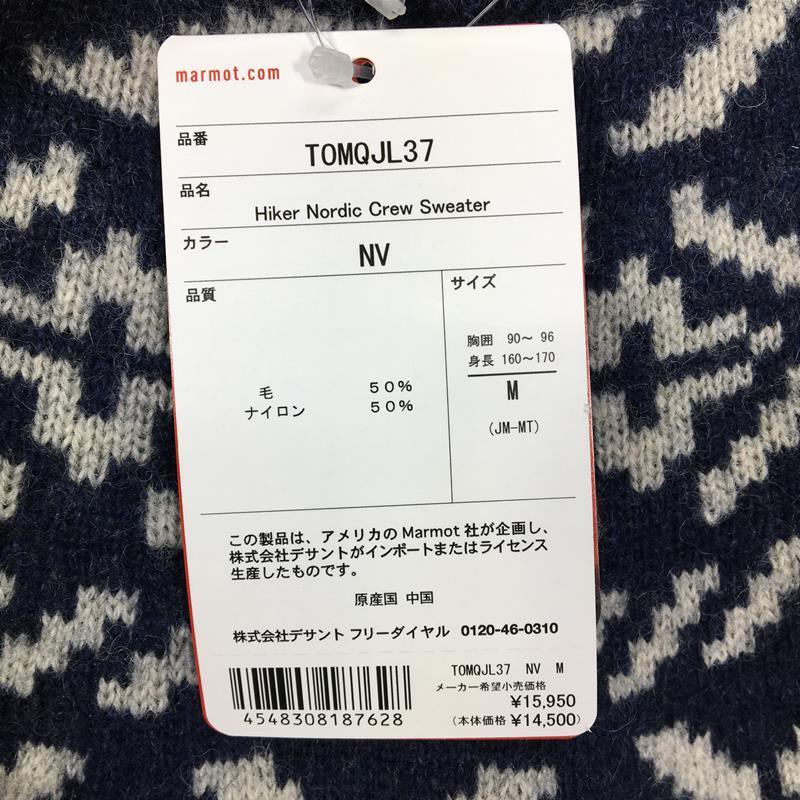 marmot.com
品番
TOMQJL37
品名
Hiker Nordic Crew Sweater
カラー
NV
品質
毛 50%
ナイロン 50%
サイズ
胸囲 90〜 96
身長 160〜170
M
(JM-MT)
この製品は、アメリカのMarmot社が企画し、
株式会社デサントがインポートまたはライセンス
生産したものです。
原産国 中国
株式会社デサント フリーダイヤル 0120-46-0310
4548308187628
TOMQJL37 NV M
メーカー希望小売価格
¥15,950
(本体価格 ¥14,500)